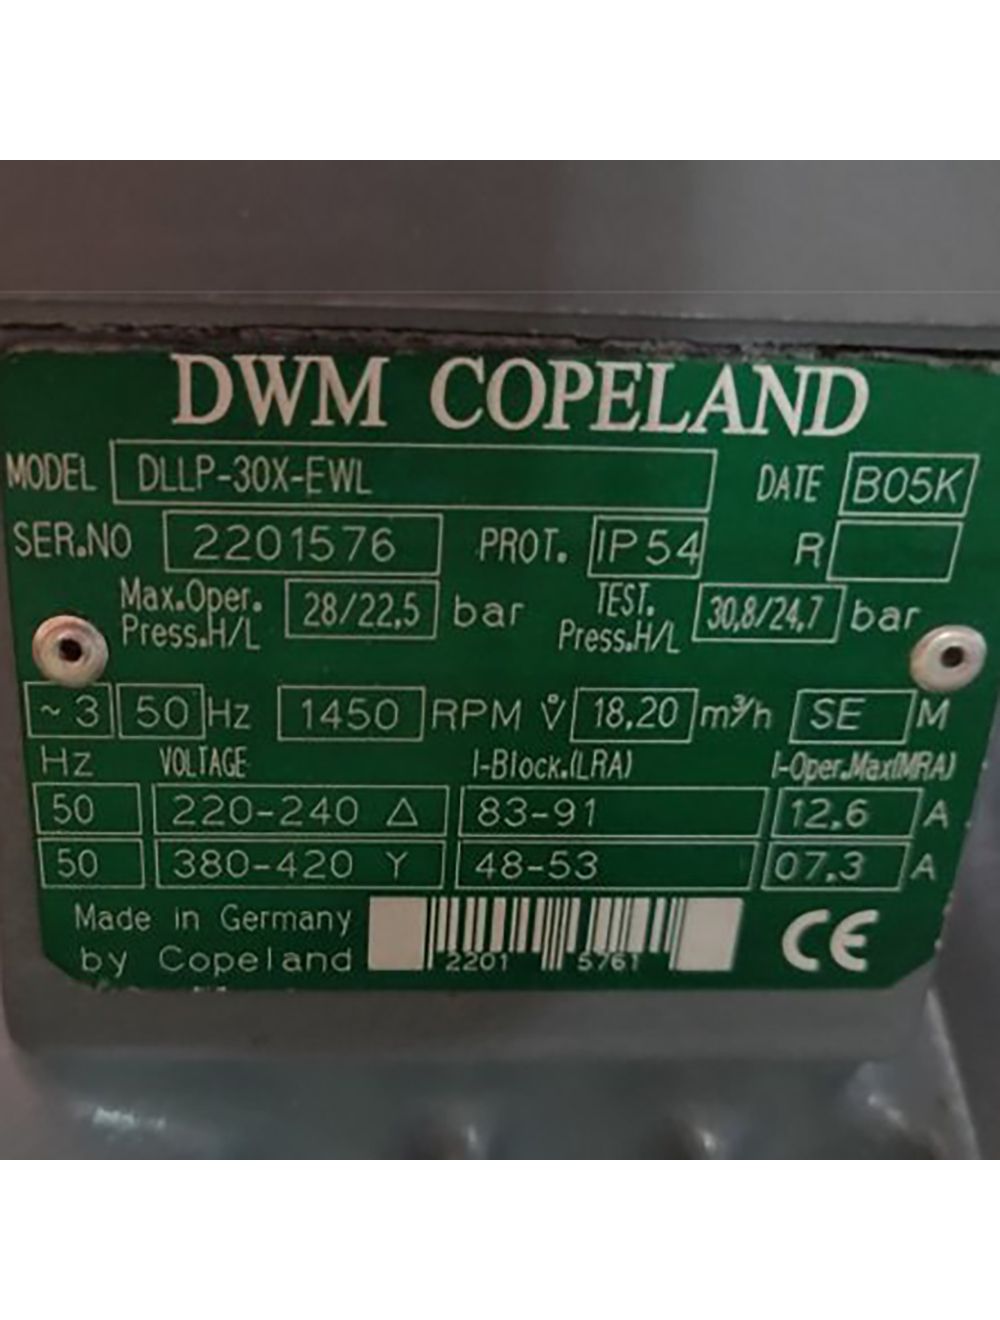 DWM COPELAND
MODEL DLLP-30X-EWL DATE B05K
SER.NO 2201576 PROT. IP54 R
Max.Oper. Press.H/L 28/22,5 bar TEST. Press.H/L 30,8/24,7 bar
~3 50 Hz 1450 RPM V̊ 18,20 m³/h SE M
Hz VOLTAGE I-Block.(LRA) I-Oper.Max(MRA)
50 220-240 Δ 83-91 12.6 A
50 380-420 Y 48-53 07.3 A
Made in Germany
by Copeland 2201 5761 CE